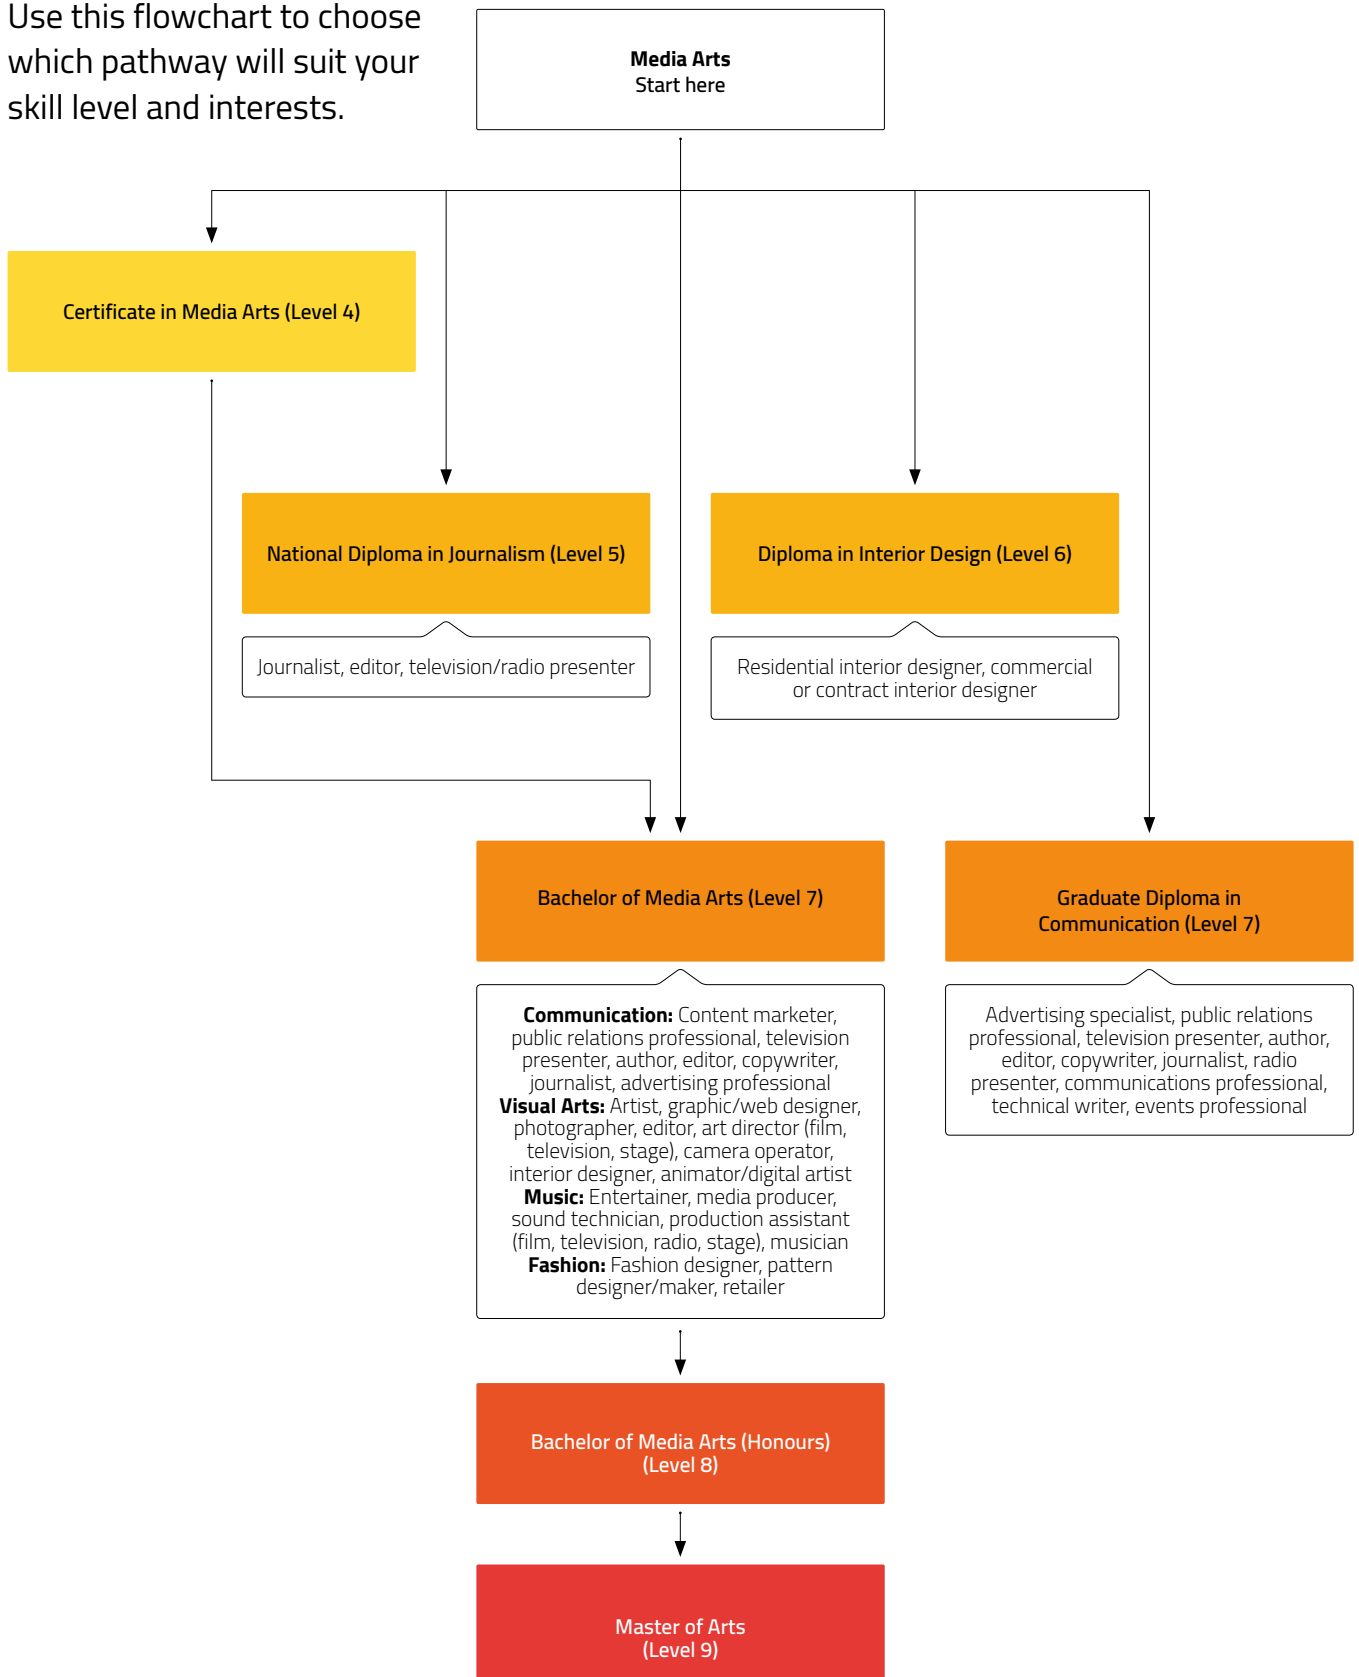 Use this flowchart to choose
which pathway will suit your
skill level and interests.
Media Arts
Start here
Certificate in Media Arts (Level 4)
National Diploma in Journalism (Level 5)
Diploma in Interior Design (Level 6)
Journalist, editor, television/radio presenter
Residential interior designer, commercial
or contract interior designer
Bachelor of Media Arts (Level 7)
Graduate Diploma in
Communication (Level 7)
Communication: Content marketer,
public relations professional, television
presenter, author, editor, copywriter,
journalist, advertising professional
Visual Arts: Artist, graphic/web designer,
photographer, editor, art director (film,
television, stage), camera operator,
interior designer, animator/digital artist
Music: Entertainer, media producer,
sound technician, production assistant
(film, television, radio, stage), musician
Fashion: Fashion designer, pattern
designer/maker, retailer
Advertising specialist, public relations
professional, television presenter, author,
editor, copywriter, journalist, radio
presenter, communications professional,
technical writer, events professional
Bachelor of Media Arts (Honours)
(Level 8)
Master of Arts
(Level 9)